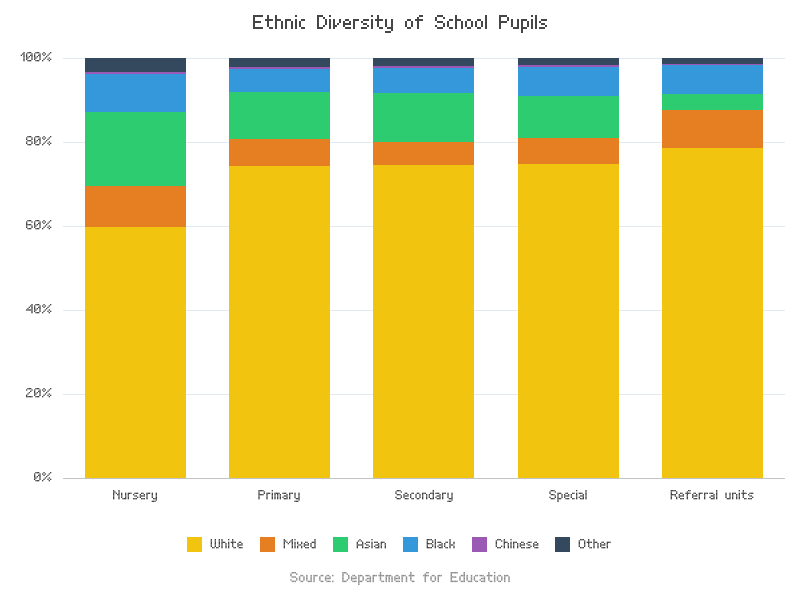 Ethnic Diversity of School Pupils
100%
80%
60%
40%
20%
0%
Nursery Primary Secondary Special Referral units
White Mixed Asian Black Chinese Other
Source: Department for Education